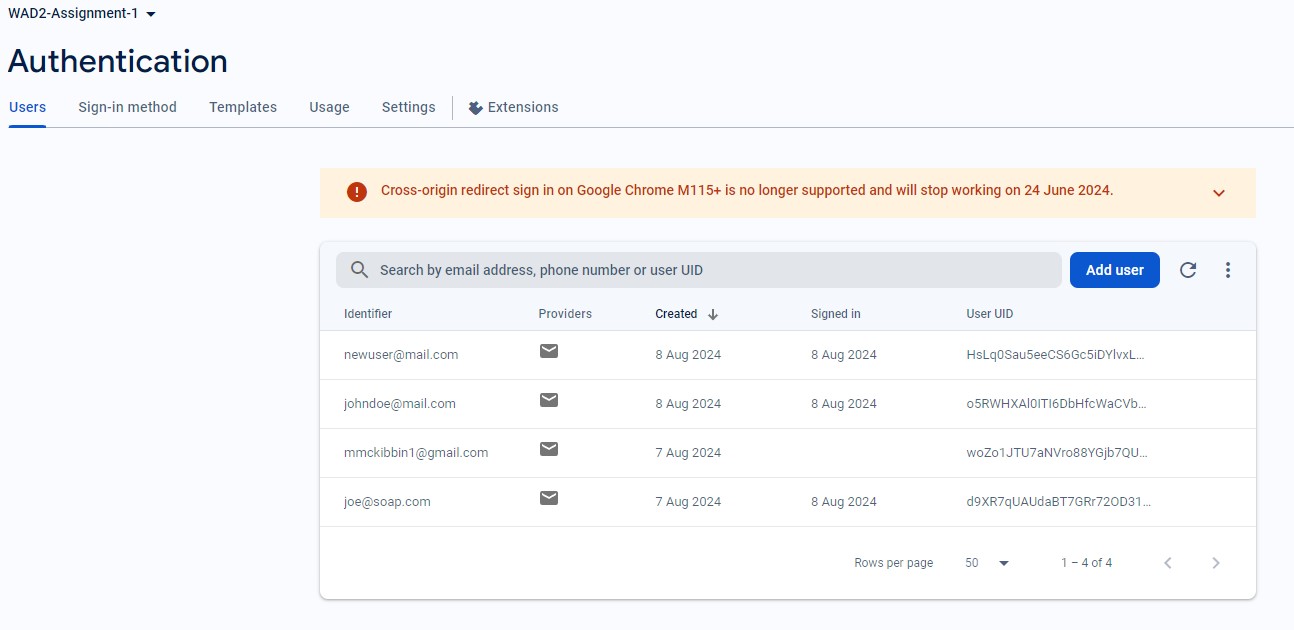 WAD2-Assignment-1
Authentication
Users Sign-in method Templates Usage Settings Extensions
Cross-origin redirect sign in on Google Chrome M115+ is no longer supported and will stop working on 24 June 2024.
Search by email address, phone number or user UID Add user
Identifier Providers Created Signed in User UID
newuser@mail.com 8 Aug 2024 8 Aug 2024 HsLq0Sau5eeCS6Gc5iDYlvxL...
johndoe@mail.com 8 Aug 2024 8 Aug 2024 o5RWHXAl0ITI6DbHfcWaCVb...
mmckibbin1@gmail.com 7 Aug 2024 woZo1JTU7aNVro88YGjb7QU...
joe@soap.com 7 Aug 2024 8 Aug 2024 d9XR7qUAUdaBT7GRr72OD31...
Rows per page 50 1 – 4 of 4